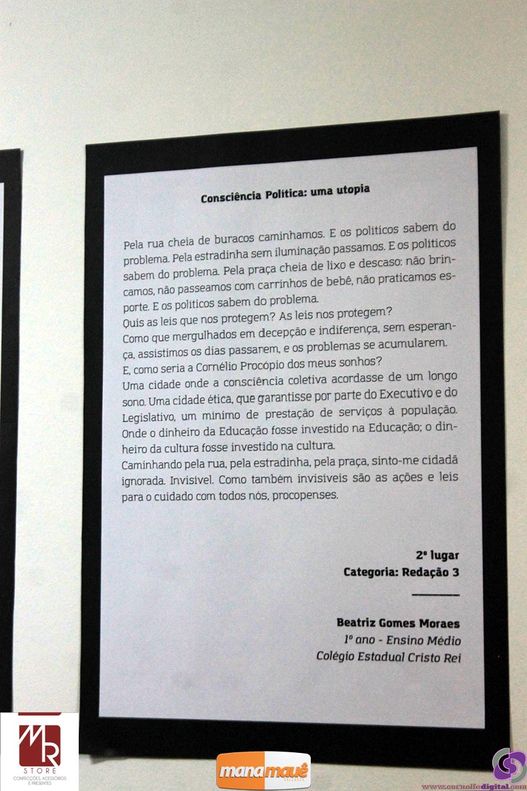 Consciência Política: uma utopia
Pela rua cheia de buracos caminhamos. E os políticos sabem do
problema. Pela estradinha sem iluminação passamos. E os políticos
sabem do problema. Pela praça cheia de lixo e descaso: não brin-
camos, não passeamos com carrinhos de bebê, não praticamos es-
porte. E os políticos sabem do problema.
Quis as leis que nos protegem? As leis nos protegem?
Como que mergulhados em decepção e indiferença, sem esperan-
ça, assistimos os dias passarem, e os problemas se acumularem.
E, como seria a Cornélio Procópio dos meus sonhos?
Uma cidade onde a consciência coletiva acordasse de um longo
sono. Uma cidade ética, que garantisse por parte do Executivo e do
Legislativo, um mínimo de prestação de serviços à população.
Onde o dinheiro da Educação fosse investido na Educação; o din-
heiro da cultura fosse investido na cultura.
Caminhando pela rua, pela estradinha, pela praça, sinto-me cidadã
ignorada. Invisível. Como também invisíveis são as ações e leis
para o cuidado com todos nós, procopenses.
2º lugar
Categoria: Redação 3
Beatriz Gomes Moraes
1º ano - Ensino Médio
Colégio Estadual Cristo Rei
MR
STORE
CONFECÇÕES, ACESSÓRIOS
E PRESENTES
manamauê
www.corneliodigital.com